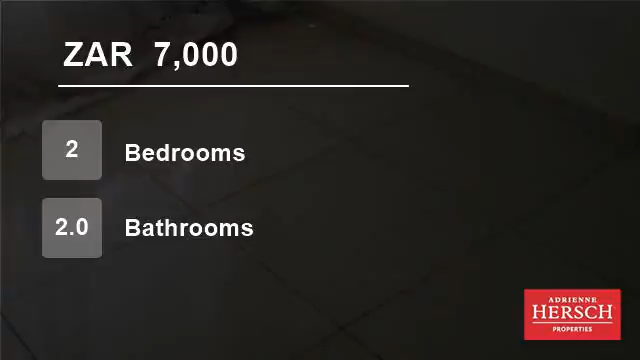 ZAR 7,000
2
Bedrooms
2.0
Bathrooms
ADRIENNE
HERSCH
PROPERTIES